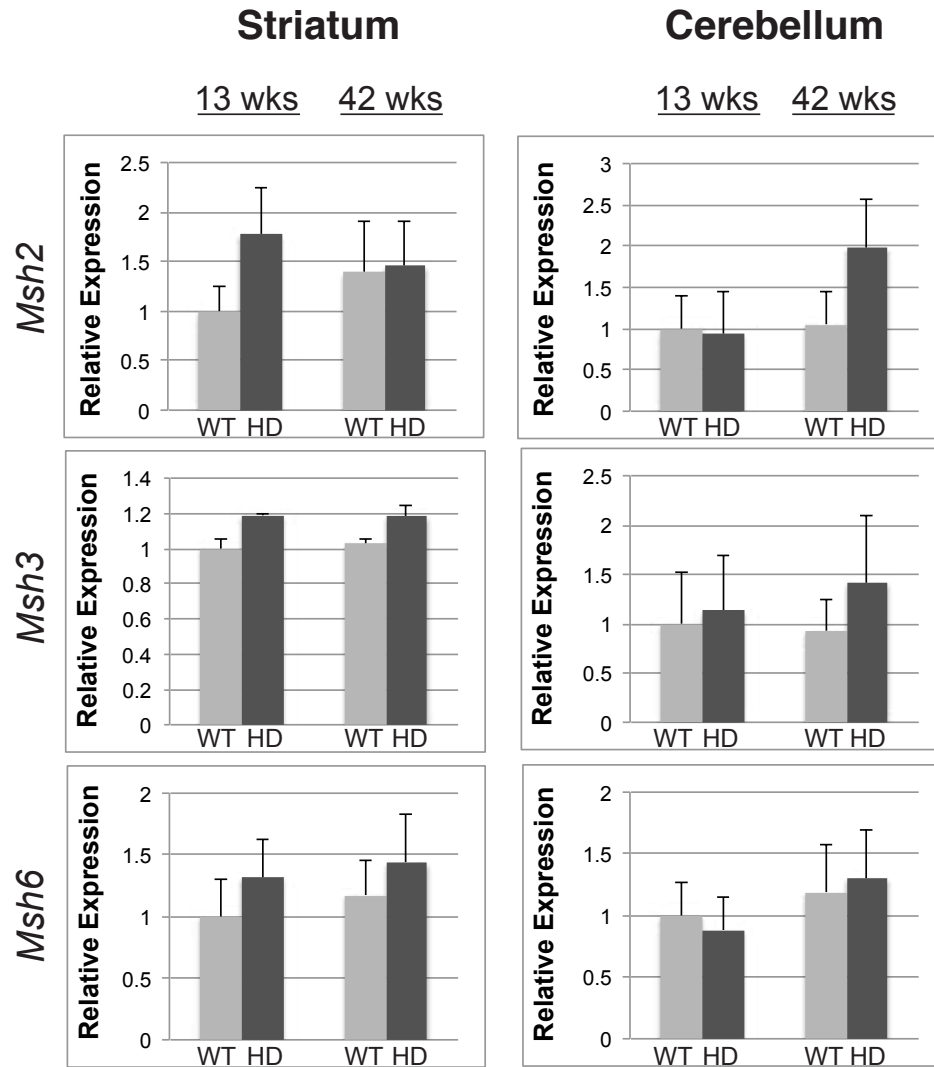 Striatum
Cerebellum
13 wks 42 wks
13 wks 42 wks
Msh2
Relative Expression
2.5
2
1.5
1
0.5
0
WT HD WT HD
Relative Expression
3
2.5
2
1.5
1
0.5
0
WT HD WT HD
Msh3
Relative Expression
1.4
1.2
1
0.8
0.6
0.4
0.2
0
WT HD WT HD
Relative Expression
2.5
2
1.5
1
0.5
0
WT HD WT HD
Msh6
Relative Expression
2
1.5
1
0.5
0
WT HD WT HD
Relative Expression
2
1.5
1
0.5
0
WT HD WT HD